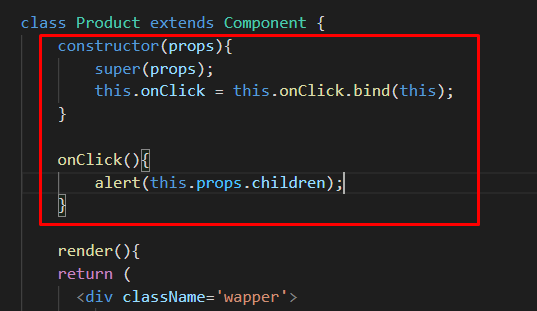 class Product extends Component {
constructor(props){
super(props);
this.onClick = this.onClick.bind(this);
}
onClick(){
alert(this.props.children);
}
render(){
return (
<div className='wapper'>